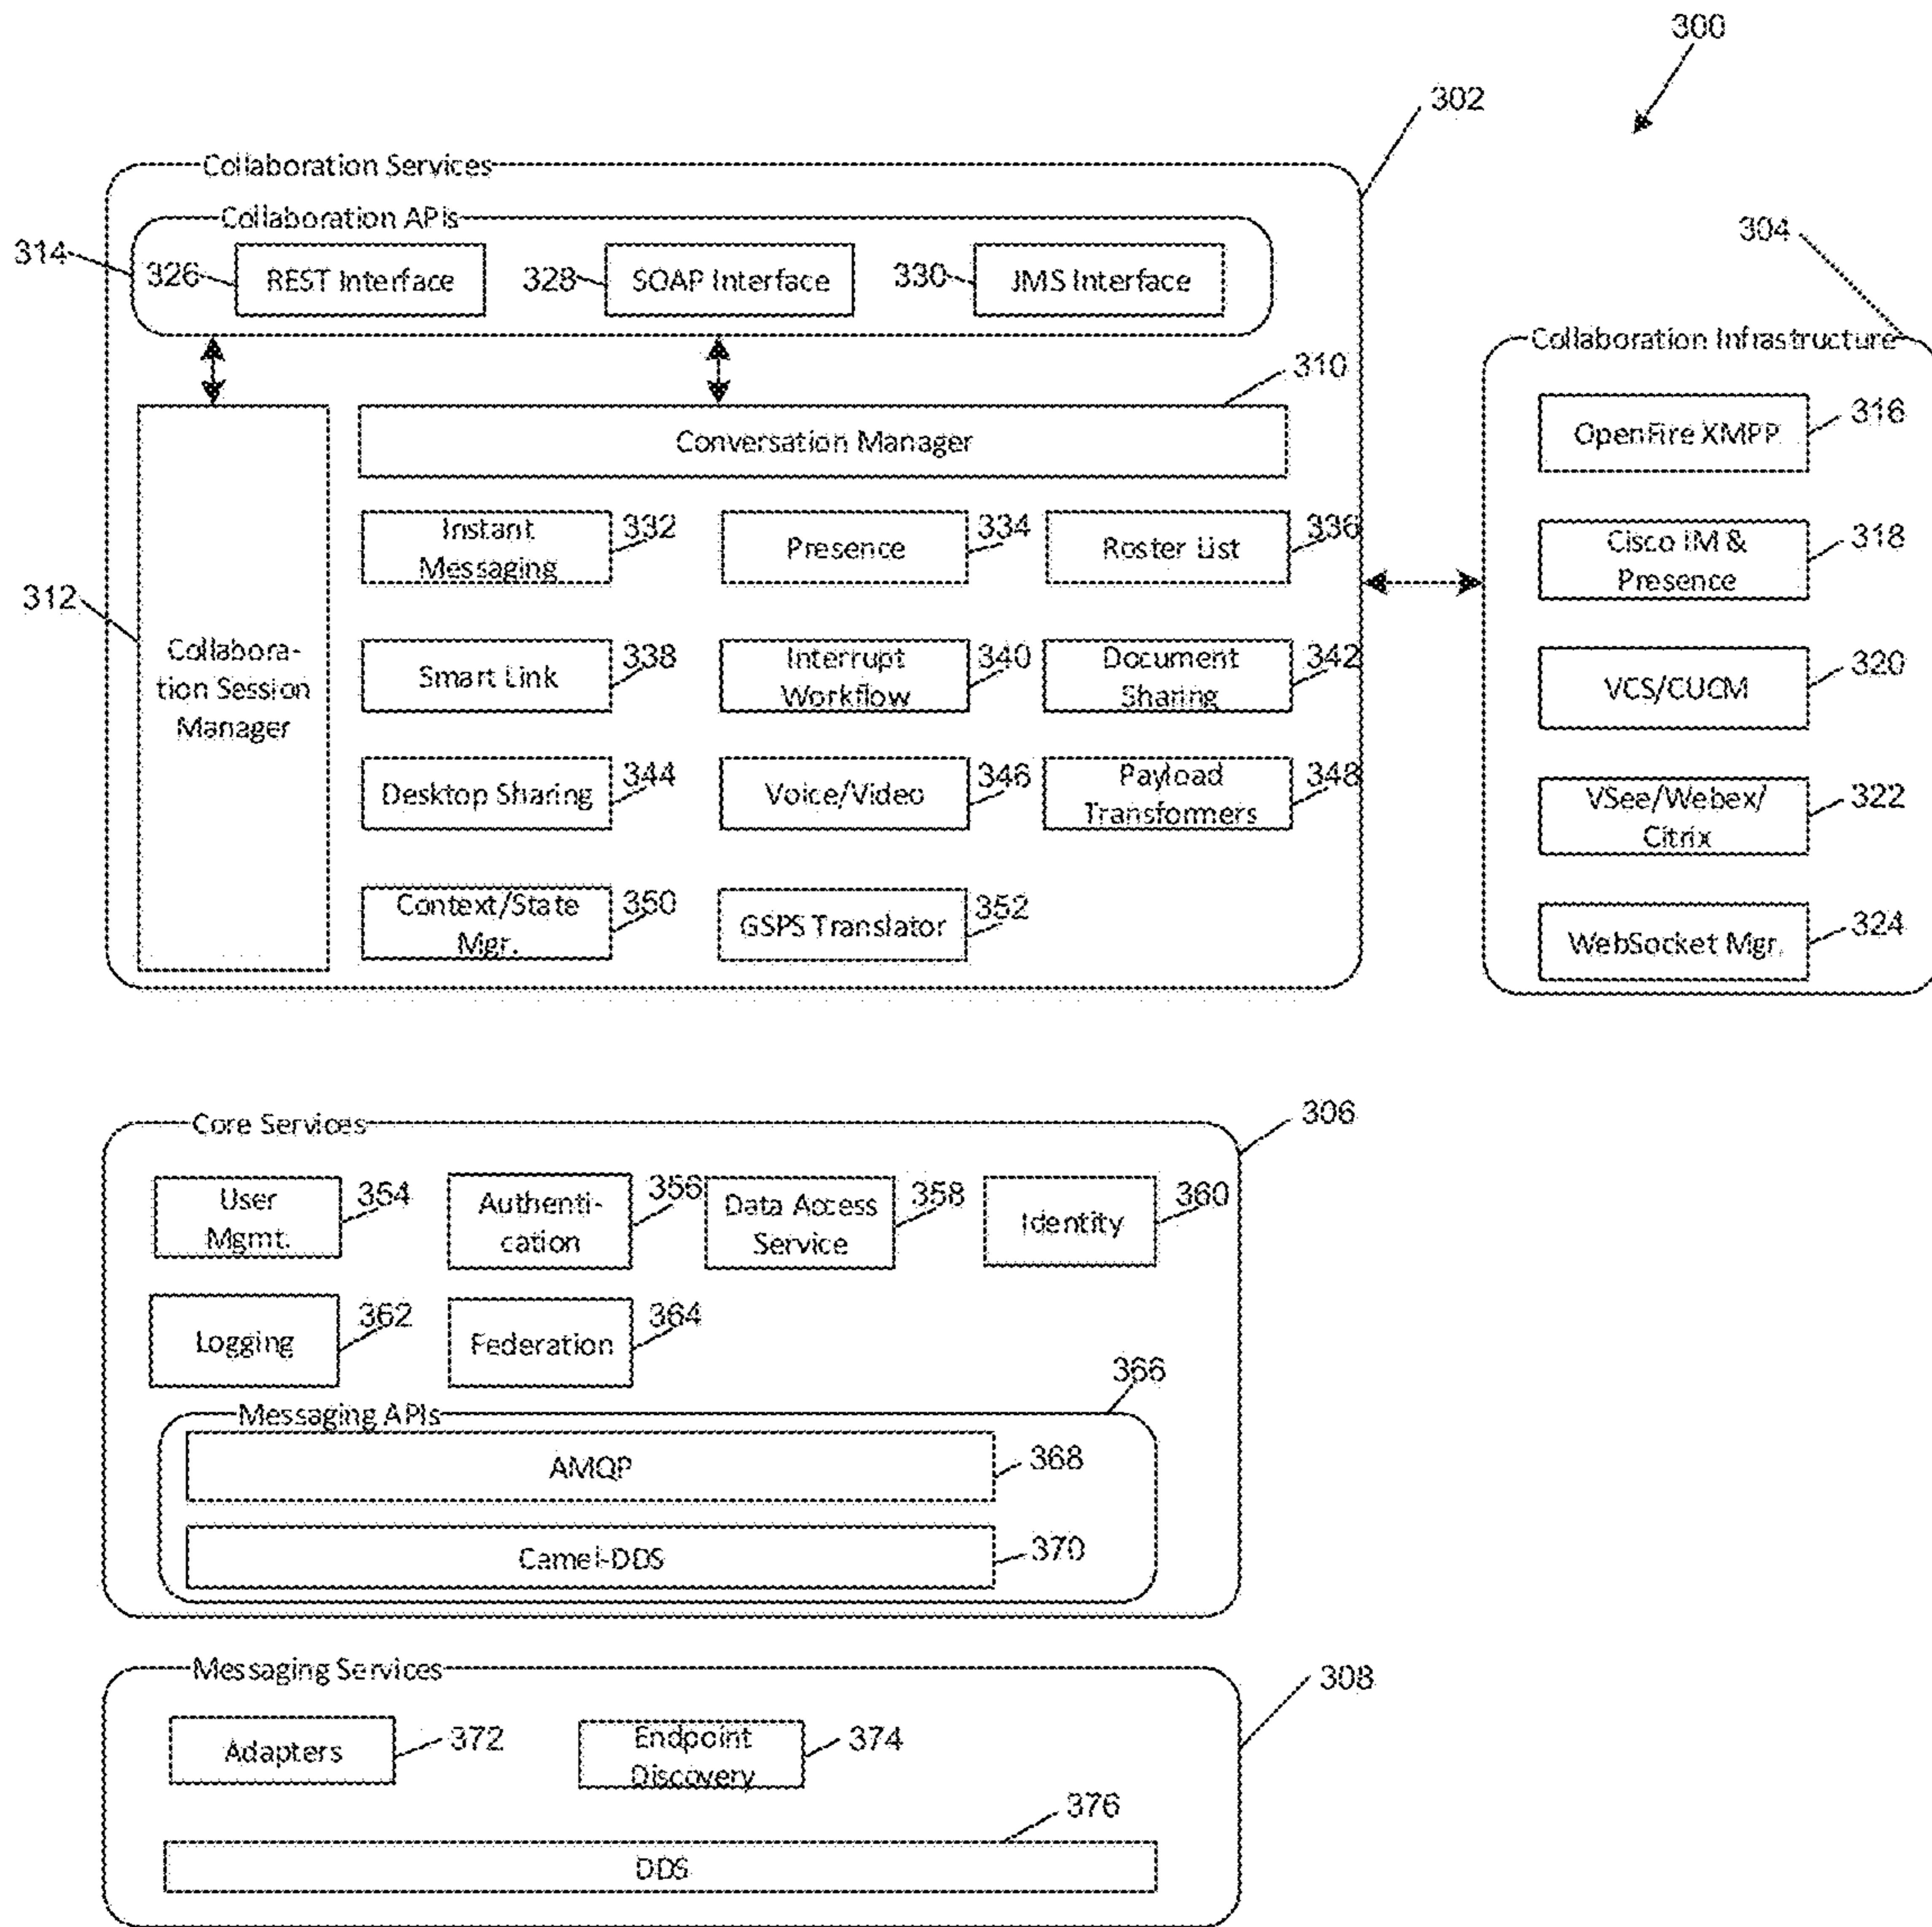 300
302
Collaboration Services
Collaboration APIs
304
314
326
REST Interface
328
SOAP Interface
330
JMS Interface
Collaboration Infrastructure
310
Conversation Manager
316
OpenFire XMPP
Instant
Messaging
332
Presence
334
Roster List
336
Cisco IM &
Presence
318
312
Collabora-
tion Session
Manager
Smart Link
338
Interrupt
Workflow
340
Document
Sharing
342
VCS/CUCM
320
Desktop Sharing
344
Voice/Video
346
Payload
Transformers
348
VSee/Webex/
Citrix
322
Context/State
Mgr.
350
GSPS Translator
352
WebSocket Mgr.
324
Core Services
306
User
Mgmt.
354
Authenti-
cation
356
Data Access
Service
358
Identity
360
Logging
362
Federation
364
366
Messaging APIs
AMQP
368
Camel-DDS
370
Messaging Services
308
Adapters
372
Endpoint
Discovery
374
376
DDS